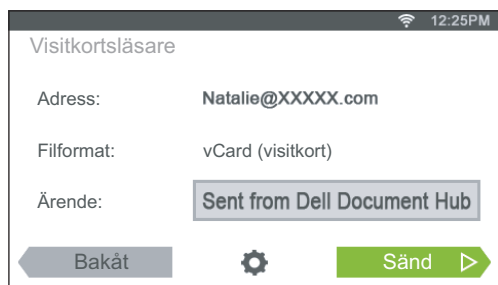 12:25PM
Visitkortsläsare
Adress: Natalie@XXXXX.com
Filformat: vCard (visitkort)
Ärende: Sent from Dell Document Hub
Bakåt Sänd